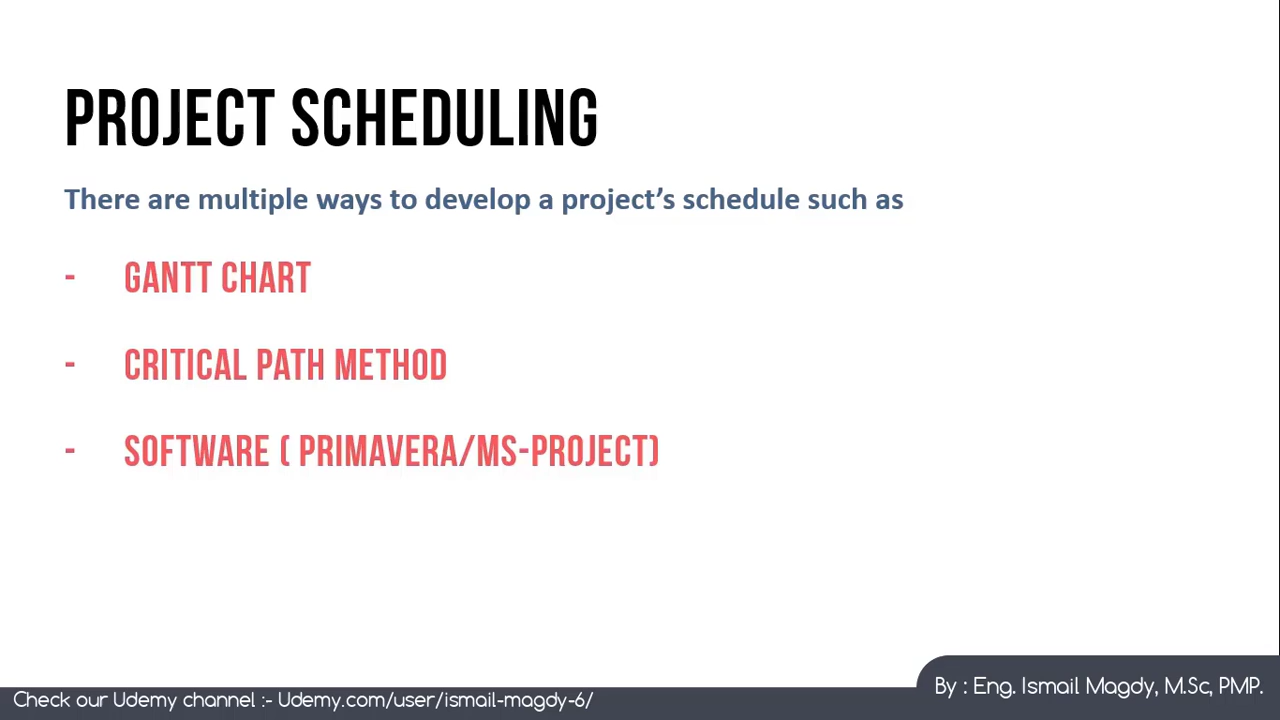 PROJECT SCHEDULING
There are multiple ways to develop a project's schedule such as
- GANTT CHART
- CRITICAL PATH METHOD
- SOFTWARE ( PRIMAVERA/MS-PROJECT)
By : Eng. Ismail Magdy, M.Sc, PMP.
Check our Udemy channel :- Udemy.com/user/ismail-magdy-6/